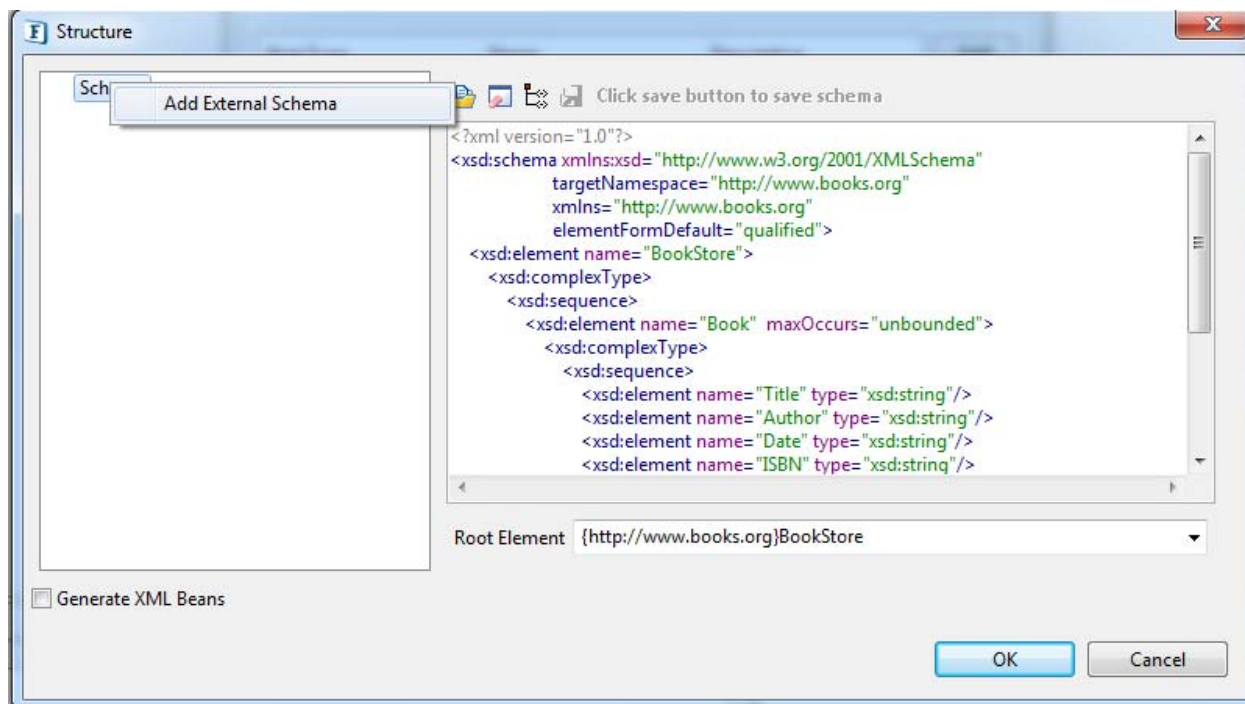 Structure
Sch
Add External Schema
Click save button to save schema
<?xml version="1.0"?>
<xsd:schema xmlns:xsd="http://www.w3.org/2001/XMLSchema"
targetNamespace="http://www.books.org"
xmlns="http://www.books.org"
elementFormDefault="qualified">
<xsd:element name="BookStore">
<xsd:complexType>
<xsd:sequence>
<xsd:element name="Book" maxOccurs="unbounded">
<xsd:complexType>
<xsd:sequence>
<xsd:element name="Title" type="xsd:string"/>
<xsd:element name="Author" type="xsd:string"/>
<xsd:element name="Date" type="xsd:string"/>
<xsd:element name="ISBN" type="xsd:string"/>
Root Element {http://www.books.org}BookStore
Generate XML Beans
OK Cancel